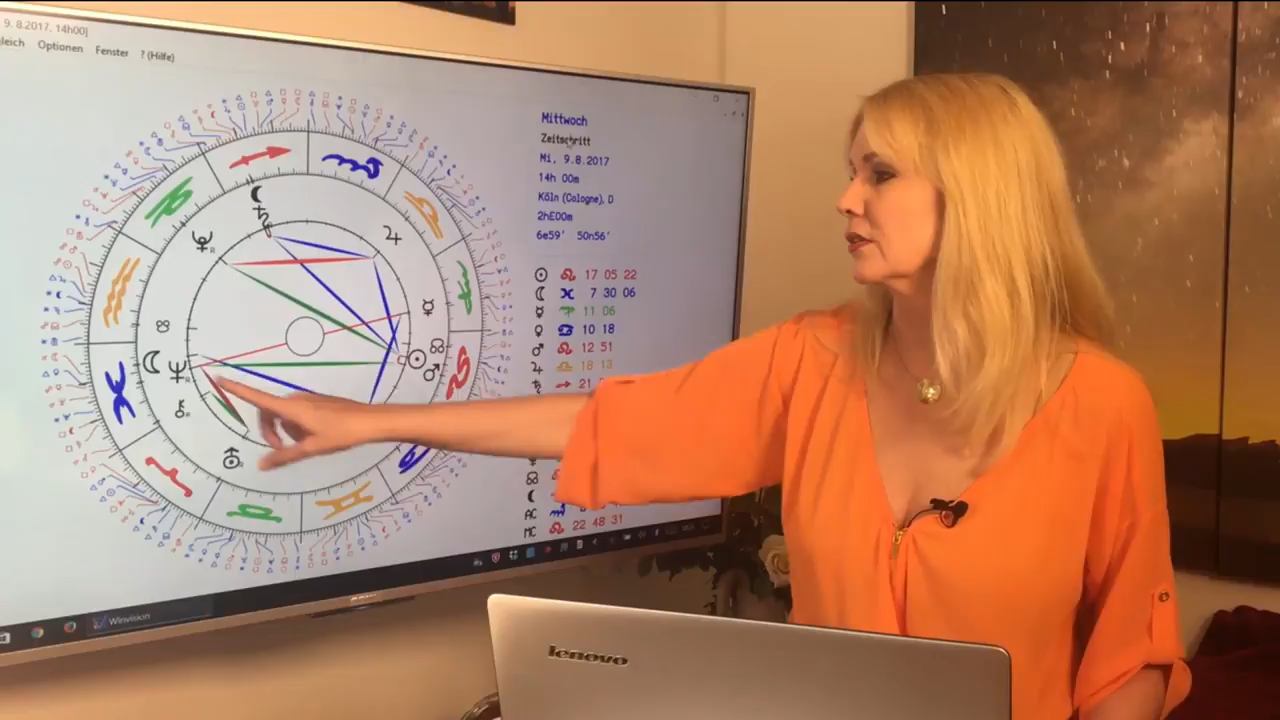 9.8.2017, 14h00]
leich Optionen Fenster ? (Hilfe)
Mittwoch
Zeitschritt
Mi, 9.8.2017
14h 00m
Köln (Cologne), D
2hE00m
6e59' 50n56'
17 05 22
7 30 06
11 06
10 18
12 51
18 13
21
AC
MC 22 48 31
Winvision
lenovo